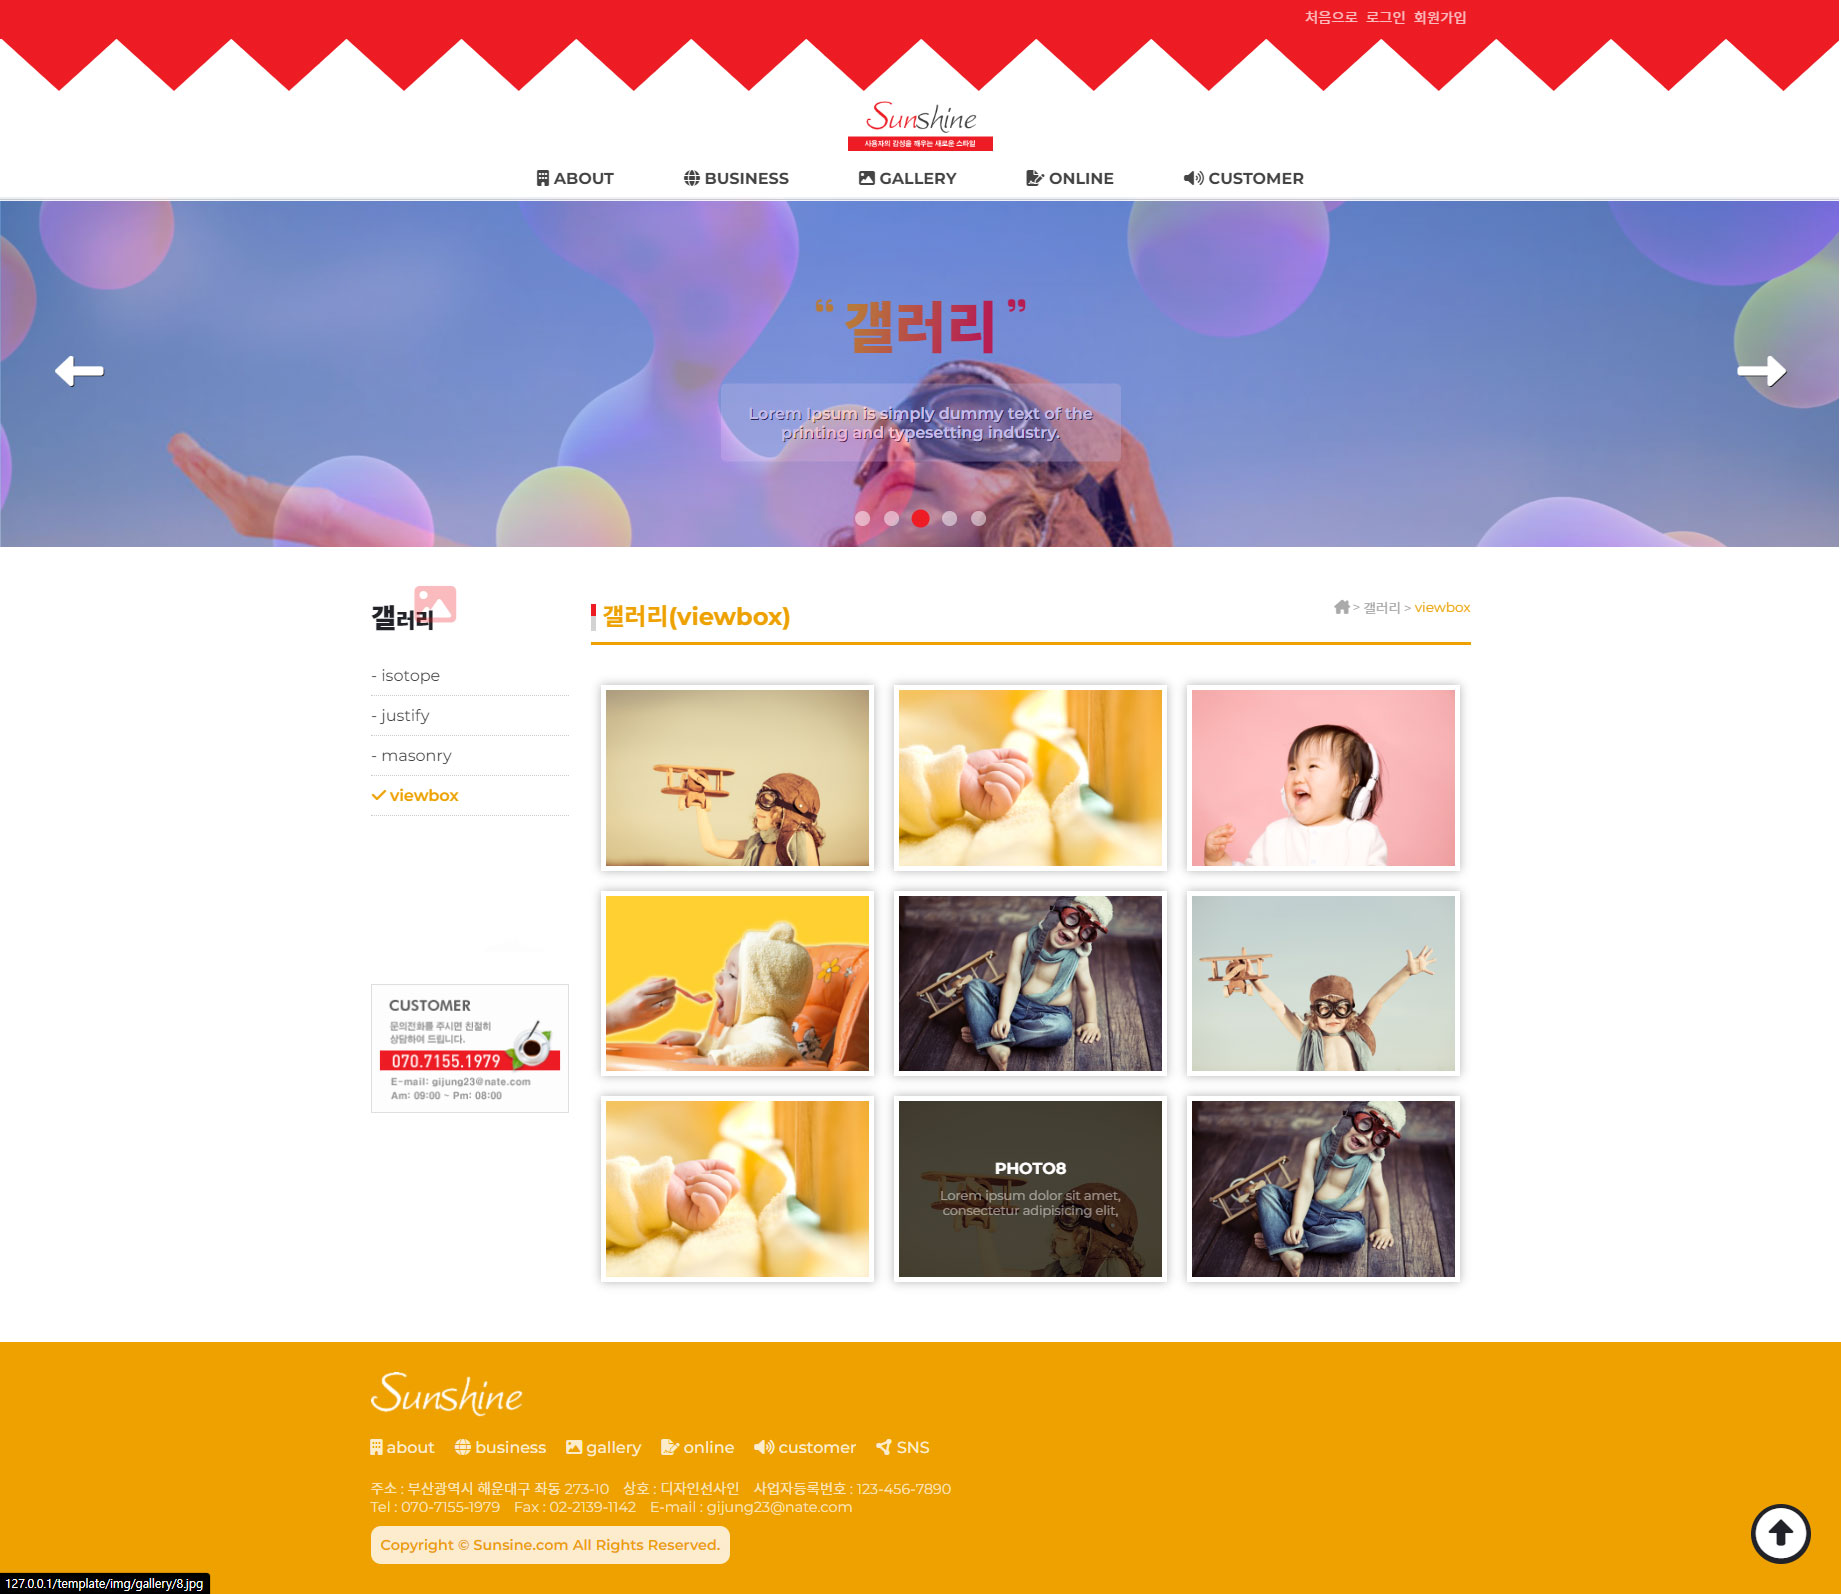 처음으로 로그인 회원가입
Sunshine
사용자의 감성을 깨우는 새로운 스타일
ABOUT BUSINESS GALLERY ONLINE CUSTOMER
“ 갤러리 ”
Lorem Ipsum is simply dummy text of the
printing and typesetting industry.
갤러리
갤러리(viewbox)
> 갤러리 > viewbox
- isotope
- justify
- masonry
viewbox
CUSTOMER
문의전화를 주시면 친절히
상담하여 드립니다.
070.7155.1979
E-mail: gijung23@nate.com
Am: 09:00 ~ Pm: 08:00
PHOTO8
Lorem ipsum dolor sit amet,
consectetur adipisicing elit,
Sunshine
about business gallery online customer SNS
주소 : 부산광역시 해운대구 좌동 273-10 상호 : 디자인선사인 사업자등록번호 : 123-456-7890
Tel : 070-7155-1979 Fax : 02-2139-1142 E-mail : gijung23@nate.com
Copyright © Sunsine.com All Rights Reserved.
127.0.0.1/template/img/gallery/8.jpg